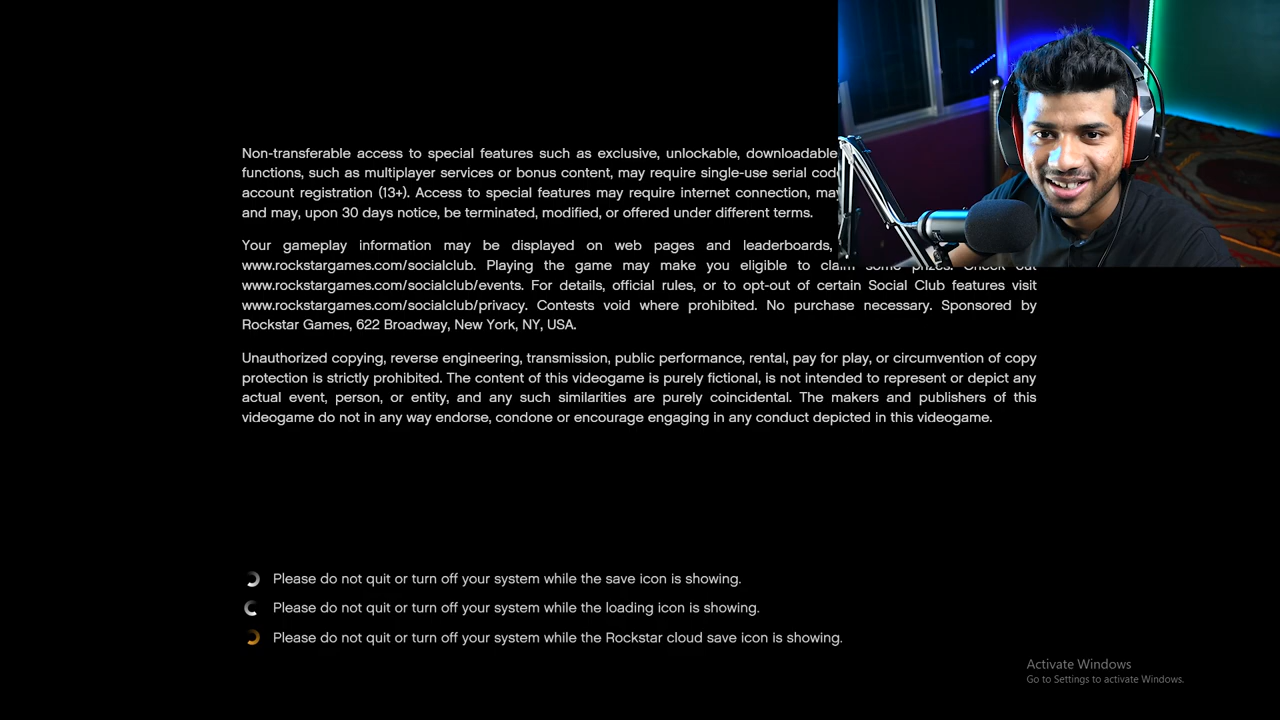 Non-transferable access to special features such as exclusive, unlockable, downloadable
functions, such as multiplayer services or bonus content, may require single-use serial
account registration (13+). Access to special features may require internet connection,
and may, upon 30 days notice, be terminated, modified, or offered under different terms.
Your gameplay information may be displayed on web pages and leaderboards,
www.rockstargames.com/socialclub. Playing the game may make you eligible to claim some prizes. Check out
www.rockstargames.com/socialclub/events. For details, official rules, or to opt-out of certain Social Club features visit
www.rockstargames.com/socialclub/privacy. Contests void where prohibited. No purchase necessary. Sponsored by
Rockstar Games, 622 Broadway, New York, NY, USA.
Unauthorized copying, reverse engineering, transmission, public performance, rental, pay for play, or circumvention of copy
protection is strictly prohibited. The content of this videogame is purely fictional, is not intended to represent or depict any
actual event, person, or entity, and any such similarities are purely coincidental. The makers and publishers of this
videogame do not in any way endorse, condone or encourage engaging in any conduct depicted in this videogame.
Please do not quit or turn off your system while the save icon is showing.
Please do not quit or turn off your system while the loading icon is showing.
Please do not quit or turn off your system while the Rockstar cloud save icon is showing.
Activate Windows
Go to Settings to activate Windows.